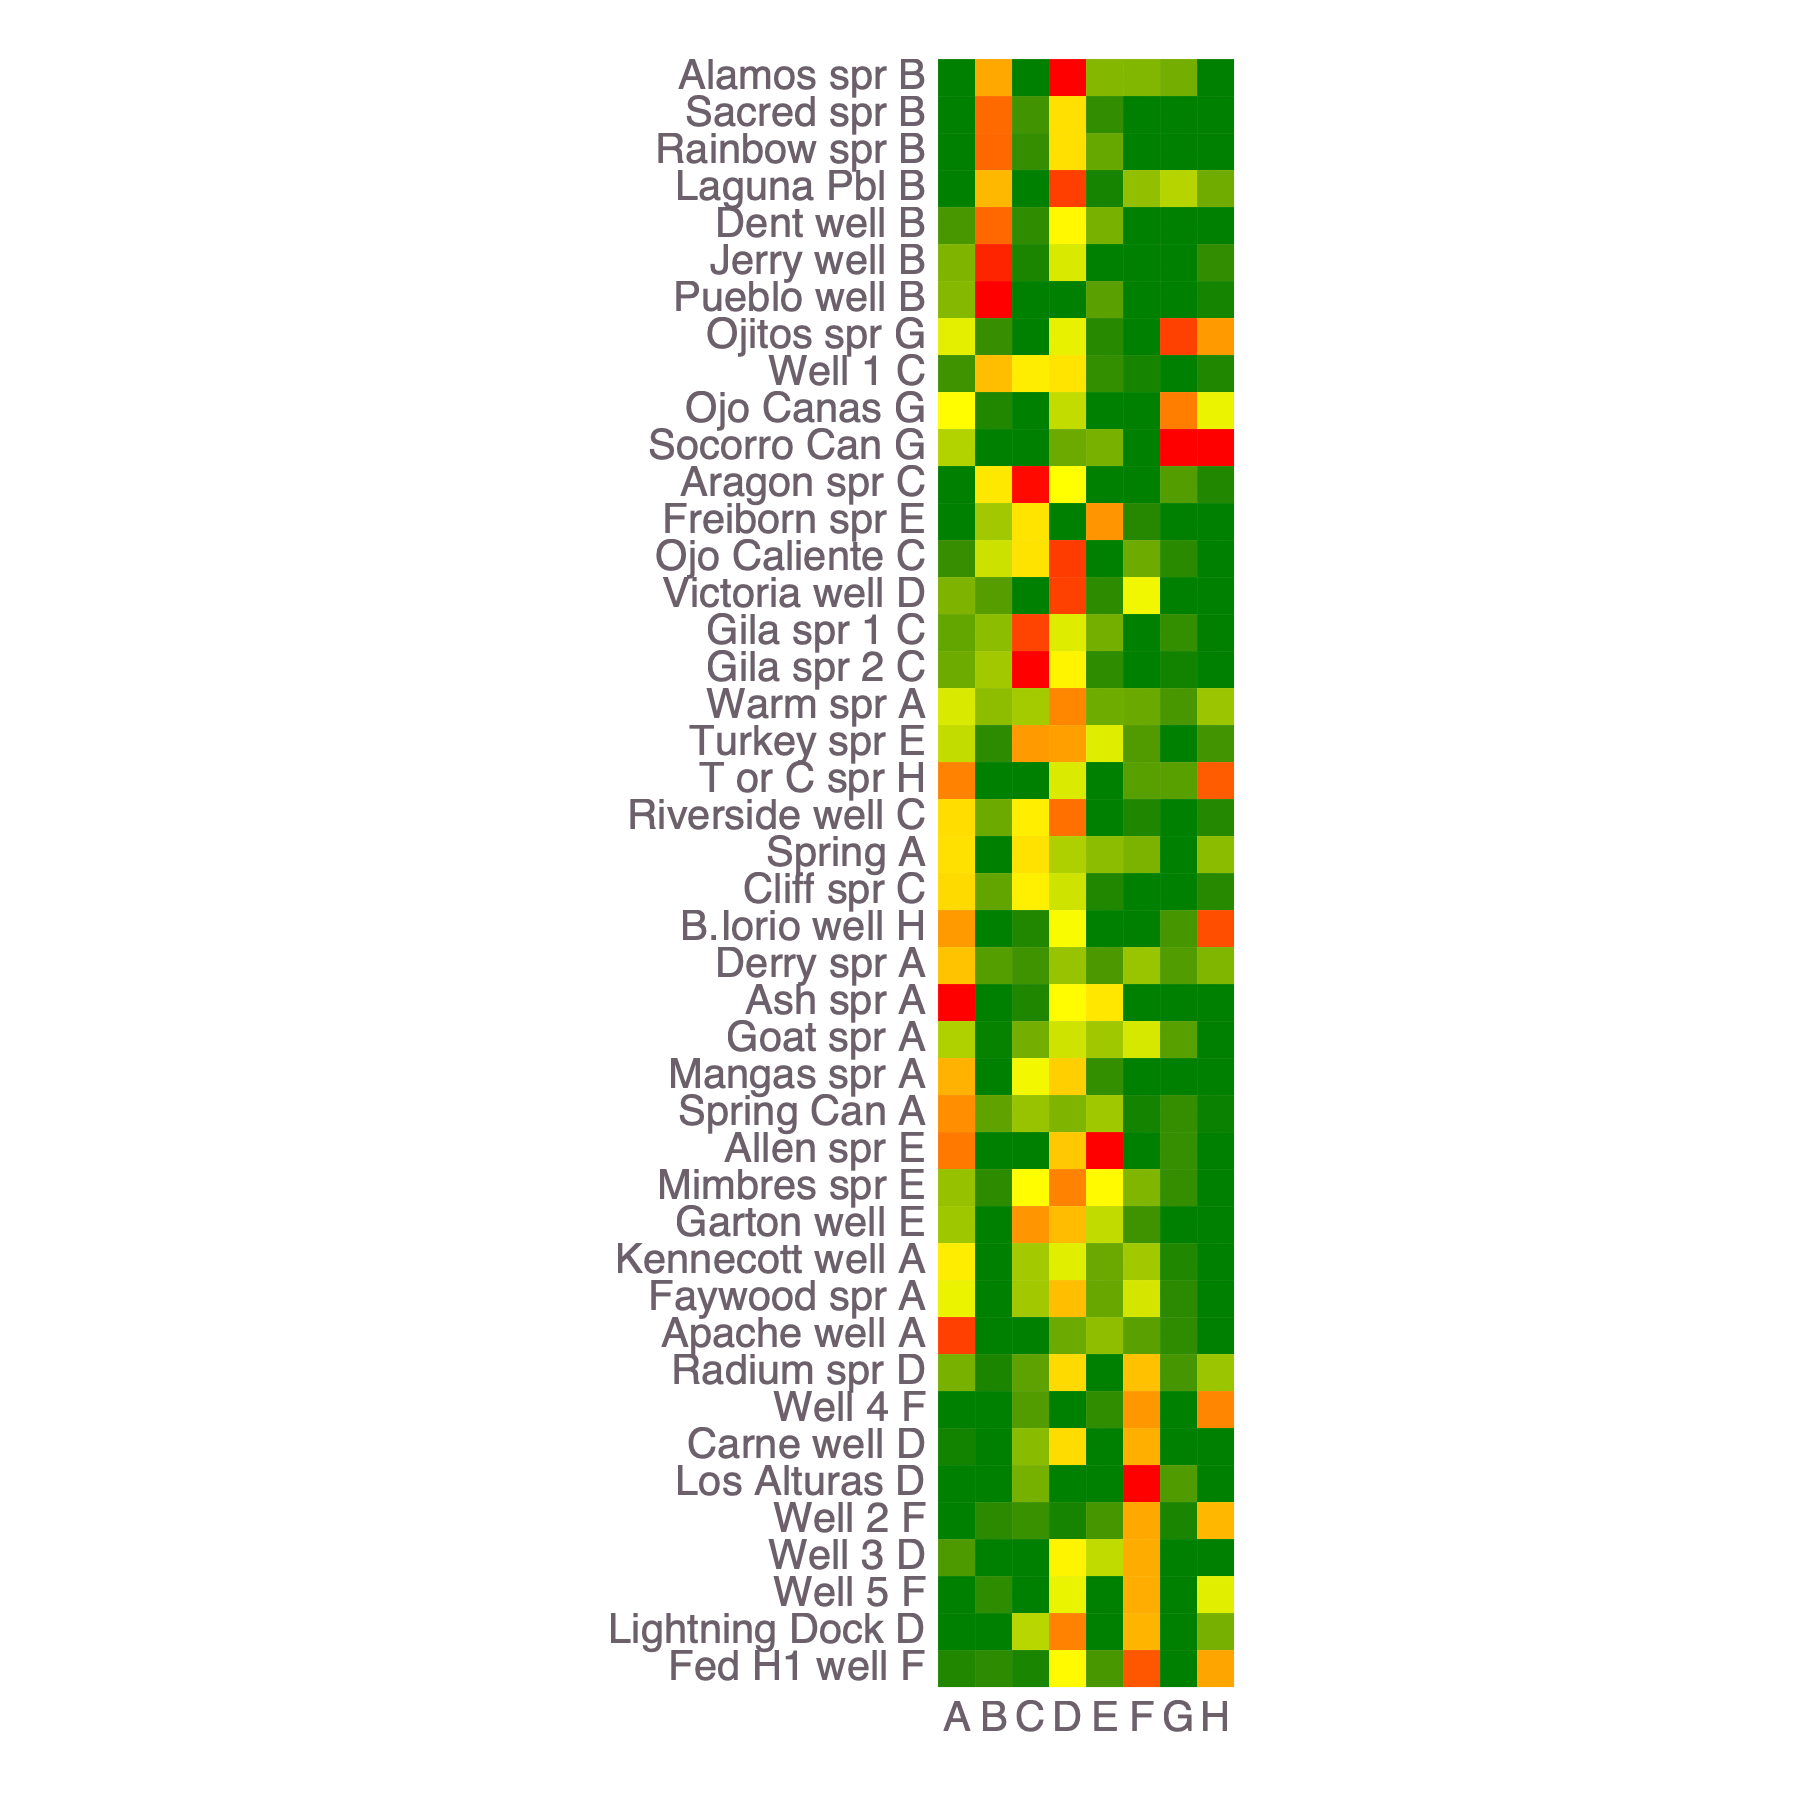 Alamos spr B
Sacred spr B
Rainbow spr B
Laguna Pbl B
Dent well B
Jerry well B
Pueblo well B
Ojitos spr G
Well 1 C
Ojo Canas G
Socorro Can G
Aragon spr C
Freiborn spr E
Ojo Caliente C
Victoria well D
Gila spr 1 C
Gila spr 2 C
Warm spr A
Turkey spr E
T or C spr H
Riverside well C
Spring A
Cliff spr C
B.Iorio well H
Derry spr A
Ash spr A
Goat spr A
Mangas spr A
Spring Can A
Allen spr E
Mimbres spr E
Garton well E
Kennecott well A
Faywood spr A
Apache well A
Radium spr D
Well 4 F
Carne well D
Los Alturas D
Well 2 F
Well 3 D
Well 5 F
Lightning Dock D
Fed H1 well F
A B C D E F G H